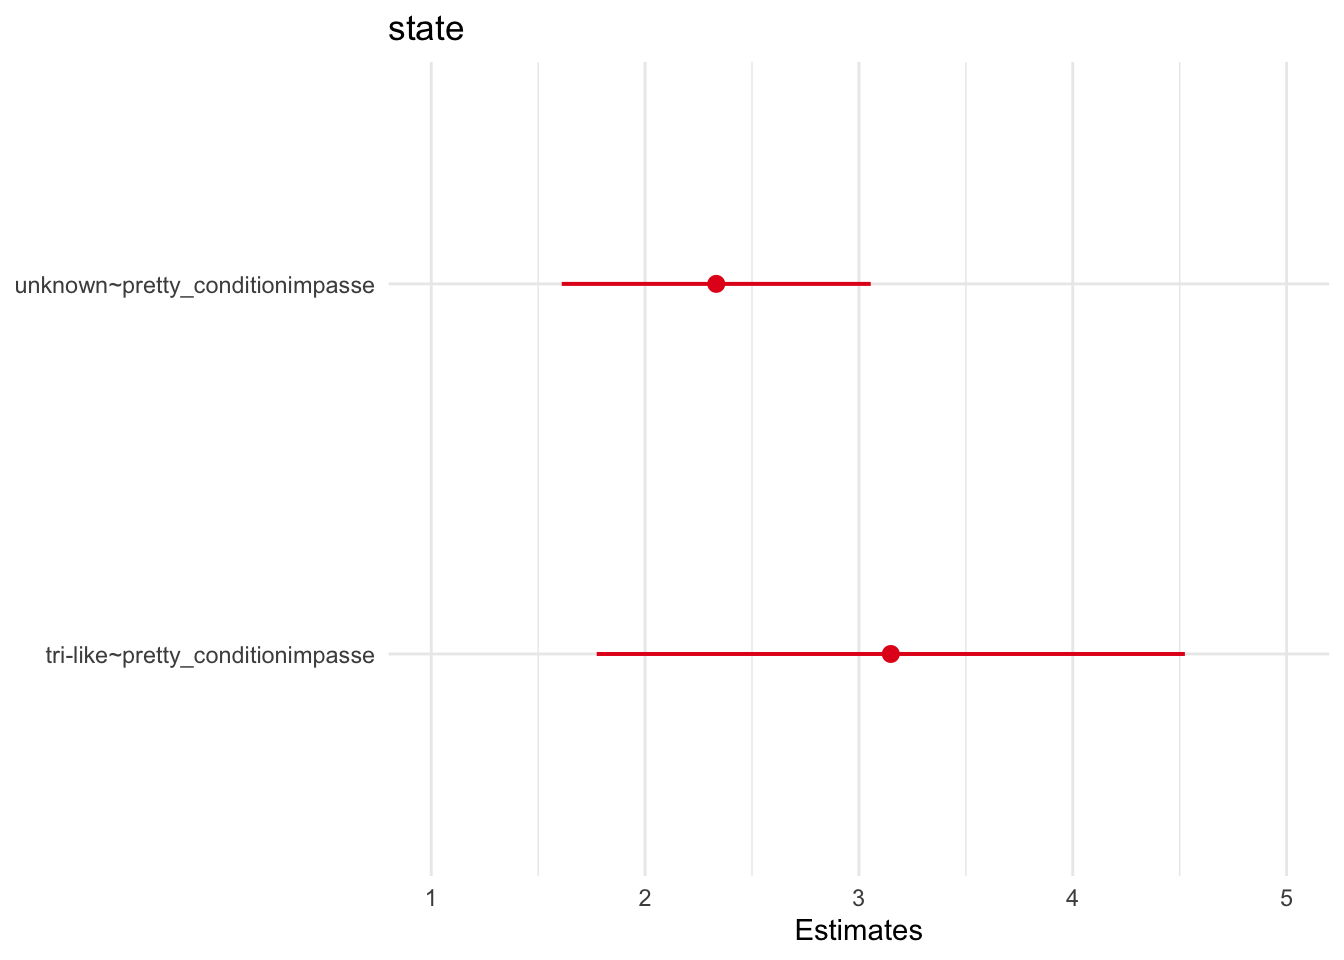 state
unknown~pretty_conditionimpasse
tri-like~pretty_conditionimpasse
1 2 3 4 5
Estimates